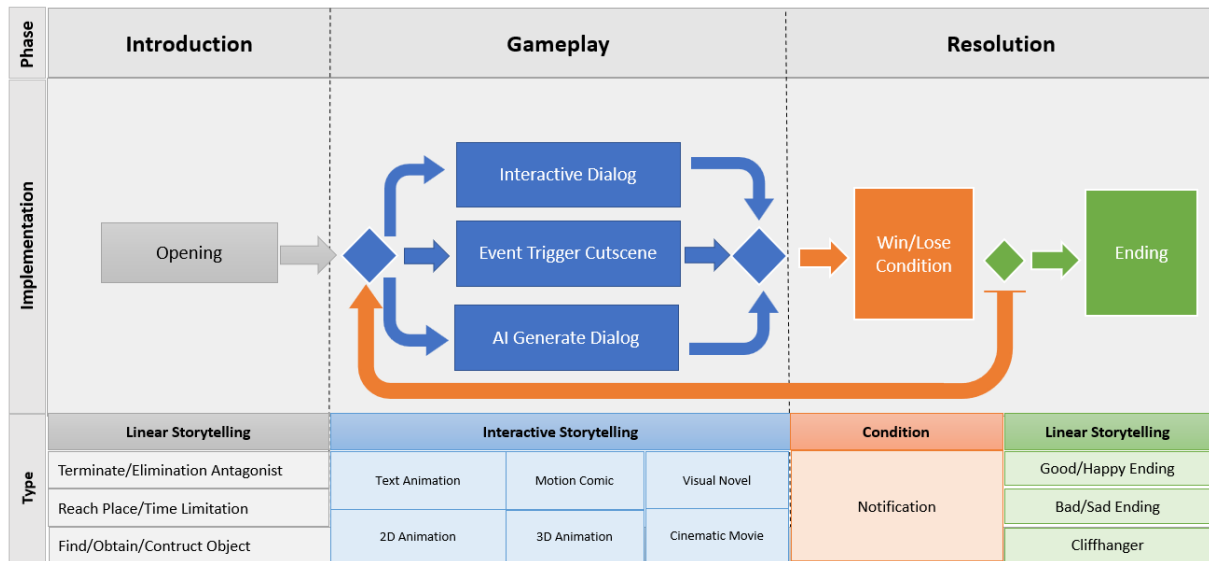 Phase
Introduction
Gameplay
Resolution
Implementation
Opening
Interactive Dialog
Event Trigger Cutscene
AI Generate Dialog
Win/Lose
Condition
Ending
Type
Linear Storytelling
Interactive Storytelling
Condition
Linear Storytelling
Terminate/Elimination Antagonist
Reach Place/Time Limitation
Find/Obtain/Contruct Object
Text Animation
Motion Comic
Visual Novel
2D Animation
3D Animation
Cinematic Movie
Notification
Good/Happy Ending
Bad/Sad Ending
Cliffhanger